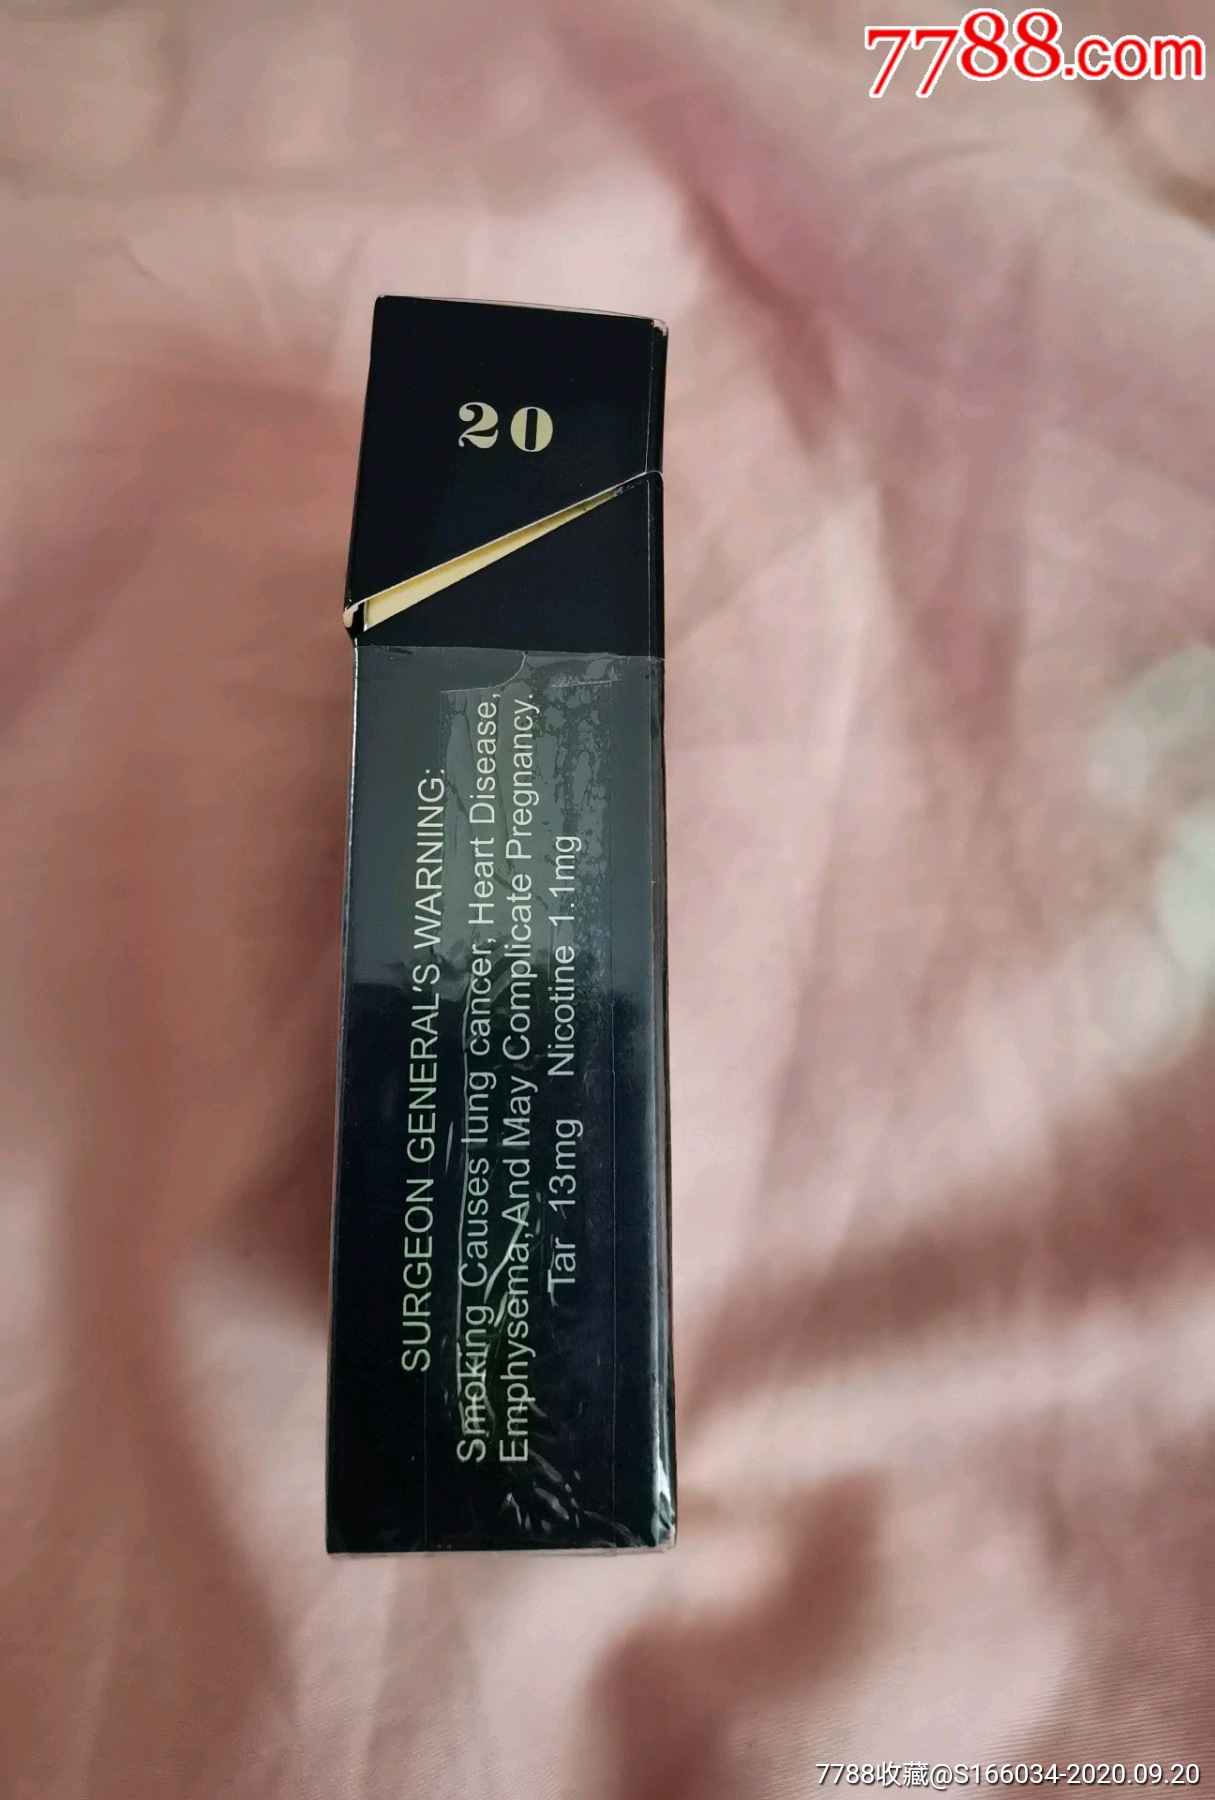 7788.com
20
SURGEON GENERAL'S WARNING:
Smoking Causes lung cancer, Heart Disease,
Emphysema,And May Complicate Pregnancy.
Tar 13mg Nicotine 1.1mg
7788收藏@S166034-2020.09.20